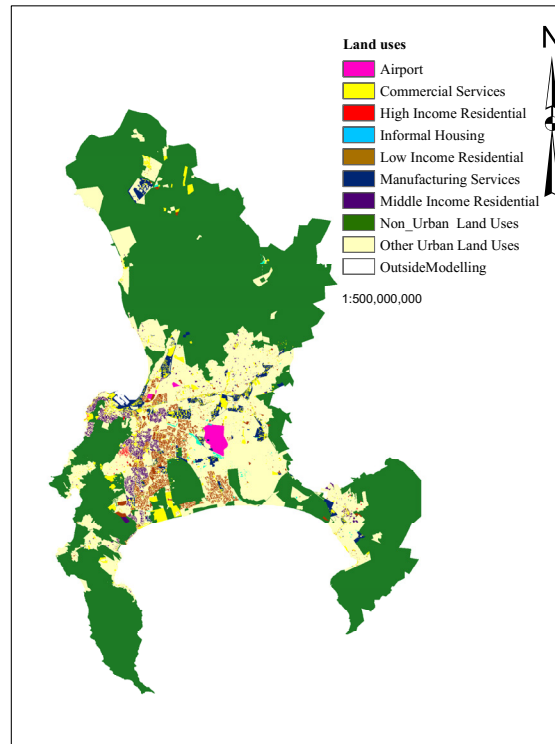 N
Land uses
Airport
Commercial Services
High Income Residential
Informal Housing
Low Income Residential
Manufacturing Services
Middle Income Residential
Non_Urban Land Uses
Other Urban Land Uses
OutsideModelling
1:500,000,000